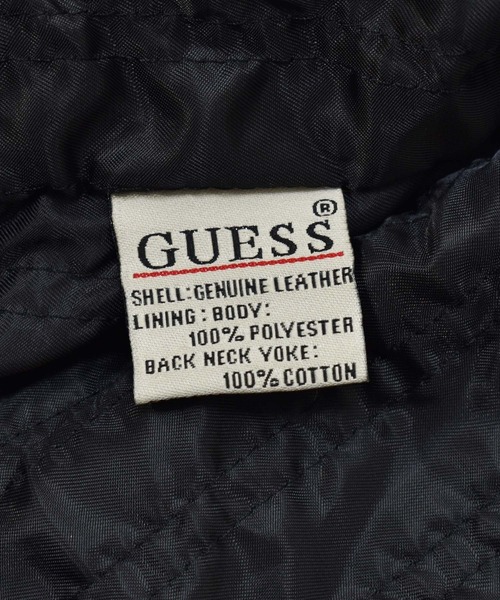 GUESS®
SHELL: GENUINE LEATHER
LINING: BODY:
100% POLYESTER
BACK NECK YOKE:
100% COTTON